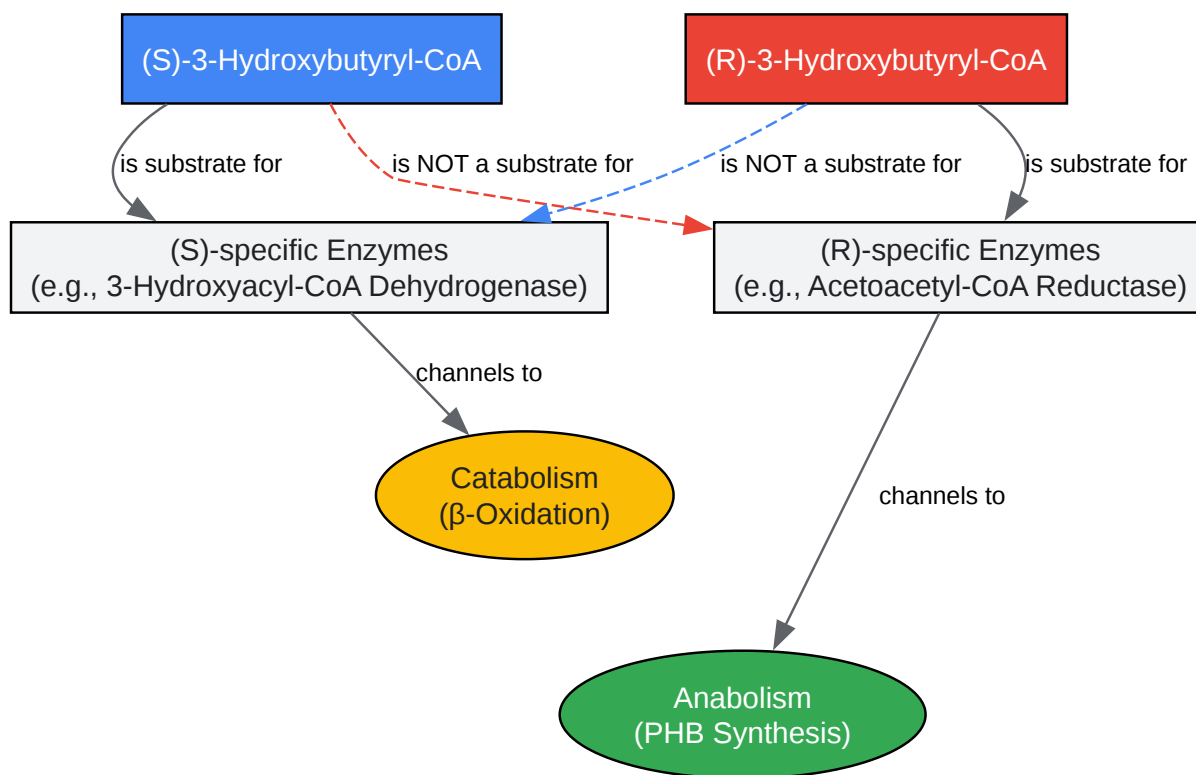 (S)-3-Hydroxybutyryl-CoA
(R)-3-Hydroxybutyryl-CoA
is substrate for
is NOT a substrate for
is NOT a substrate for
is substrate for
(S)-specific Enzymes
(e.g., 3-Hydroxyacyl-CoA Dehydrogenase)
(R)-specific Enzymes
(e.g., Acetoacetyl-CoA Reductase)
channels to
Catabolism
(β-Oxidation)
channels to
Anabolism
(PHB Synthesis)